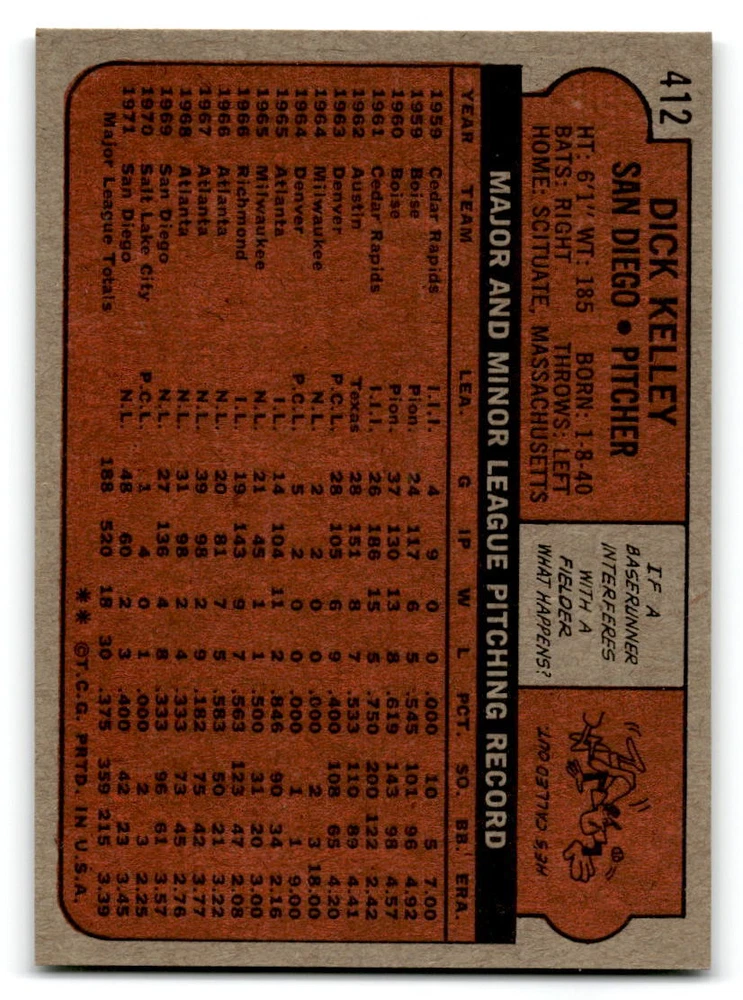 412
DICK KELLEY
SAN DIEGO • PITCHER
HT: 6'1" WT: 185 BORN: 1-8-40
BATS: RIGHT THROWS: LEFT
HOME: SCITUATE, MASSACHUSETTS
IF A
BASERUNNER
INTERFERES
WITH A
FIELDER
WHAT HAPPENS?
HE'S CALLED OUT
MAJOR AND MINOR LEAGUE PITCHING RECORD
YEAR TEAM LEA. G IP W L PCT. SO. BB. ERA.
1959 Cedar Rapids I.I.I. 4 9 0 0 .000 10 5 7.00
1959 Boise Pion. 24 117 6 5 .545 101 96 4.92
1960 Boise Pion. 37 130 13 8 .619 143 98 4.57
1961 Cedar Rapids I.I.I. 26 186 15 5 .750 200 122 2.42
1962 Austin Texas 28 151 8 7 .533 110 89 4.41
1963 Denver P.C.L. 28 105 6 9 .400 108 65 4.20
1964 Milwaukee N.L. 2 2 0 0 .000 2 3 18.00
1964 Denver P.C.L. 5 2 0 0 .000 1 1 9.00
1965 Atlanta I.L. 14 104 11 2 .846 90 34 2.16
1965 Milwaukee N.L. 21 45 1 1 .500 31 20 3.00
1966 Richmond I.L. 19 143 9 7 .563 123 47 2.08
1966 Atlanta N.L. 20 81 7 5 .583 50 21 3.22
1967 Atlanta N.L. 39 98 2 9 .182 75 42 3.77
1968 Atlanta N.L. 31 98 2 4 .333 73 45 2.76
1969 San Diego N.L. 27 136 4 8 .333 96 61 3.57
1970 Salt Lake City P.C.L. 1 4 0 1 .000 2 3 2.25
1971 San Diego N.L. 48 60 2 3 .400 42 23 3.45
Major League Totals 188 520 18 30 .375 359 215 3.39
** ©T.C.G. PRTD. IN U.S.A.